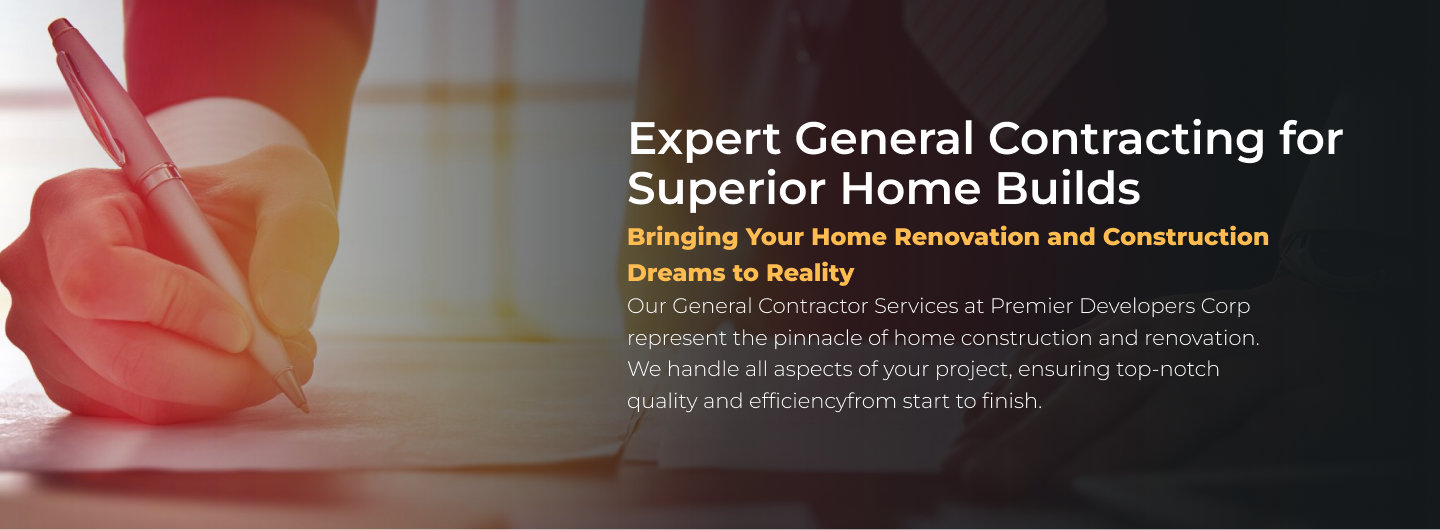 Expert General Contracting for
Superior Home Builds
Bringing Your Home Renovation and Construction
Dreams to Reality
Our General Contractor Services at Premier Developers Corp
represent the pinnacle of home construction and renovation.
We handle all aspects of your project, ensuring top-notch
quality and efficiencyfrom start to finish.